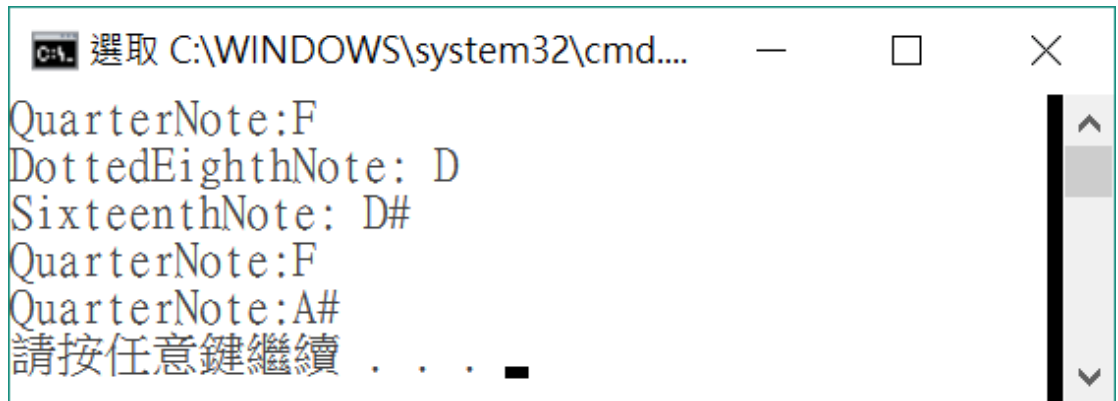 選取 C:\WINDOWS\system32\cmd....
QuarterNote:F
DottedEighthNote: D
SixteenthNote: D#
QuarterNote:F
QuarterNote:A#
請按任意鍵繼續 . . .